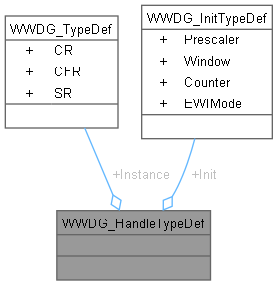 WWDG_TypeDef
+ CR
+ CFR
+ SR
WWDG_InitTypeDef
+ Prescaler
+ Window
+ Counter
+ EWIMode
+Instance
+Init
WWDG_HandleTypeDef